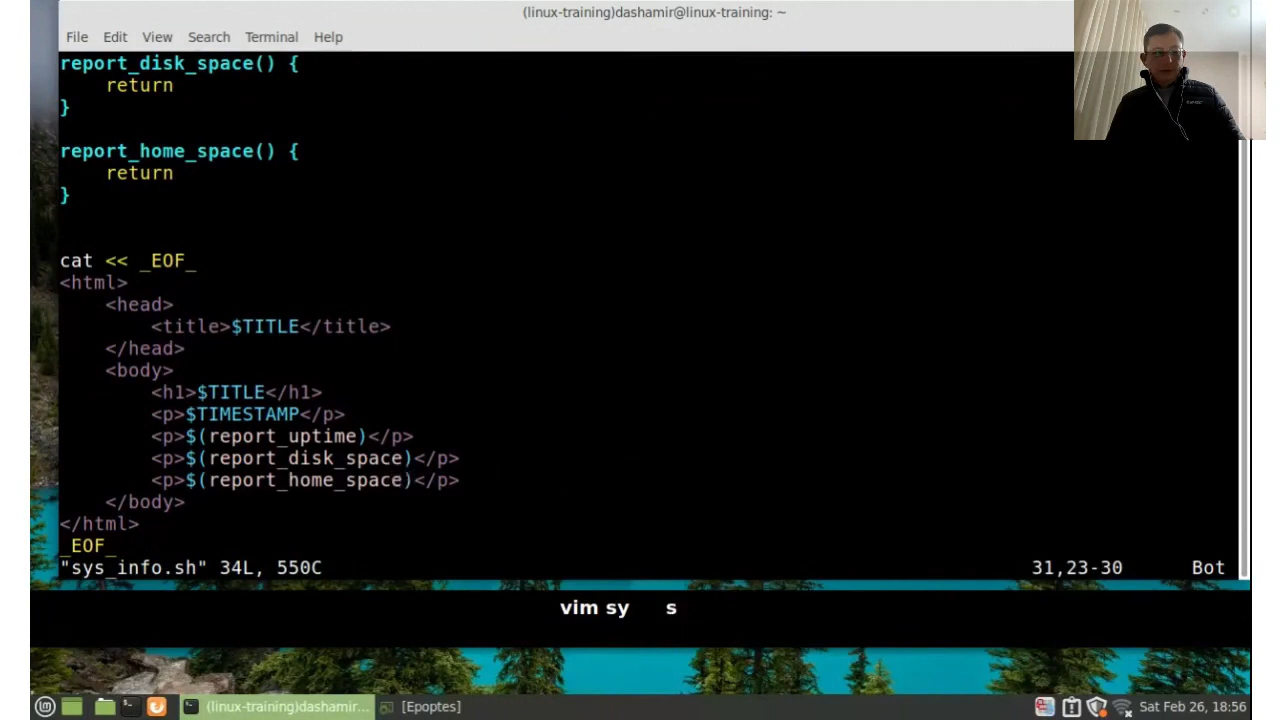 (linux-training)dashamir@linux-training: ~
File Edit View Search Terminal Help
report_disk_space() {
    return
}
report_home_space() {
    return
}
cat << _EOF_
<html>
    <head>
        <title>$TITLE</title>
    </head>
    <body>
        <h1>$TITLE</h1>
        <p>$TIMESTAMP</p>
        <p>$(report_uptime)</p>
        <p>$(report_disk_space)</p>
        <p>$(report_home_space)</p>
    </body>
</html>
_EOF_
"sys_info.sh" 34L, 550C 31,23-30 Bot
vim sy s
(linux-training)dashamir... [Epoptes] Sat Feb 26, 18:56